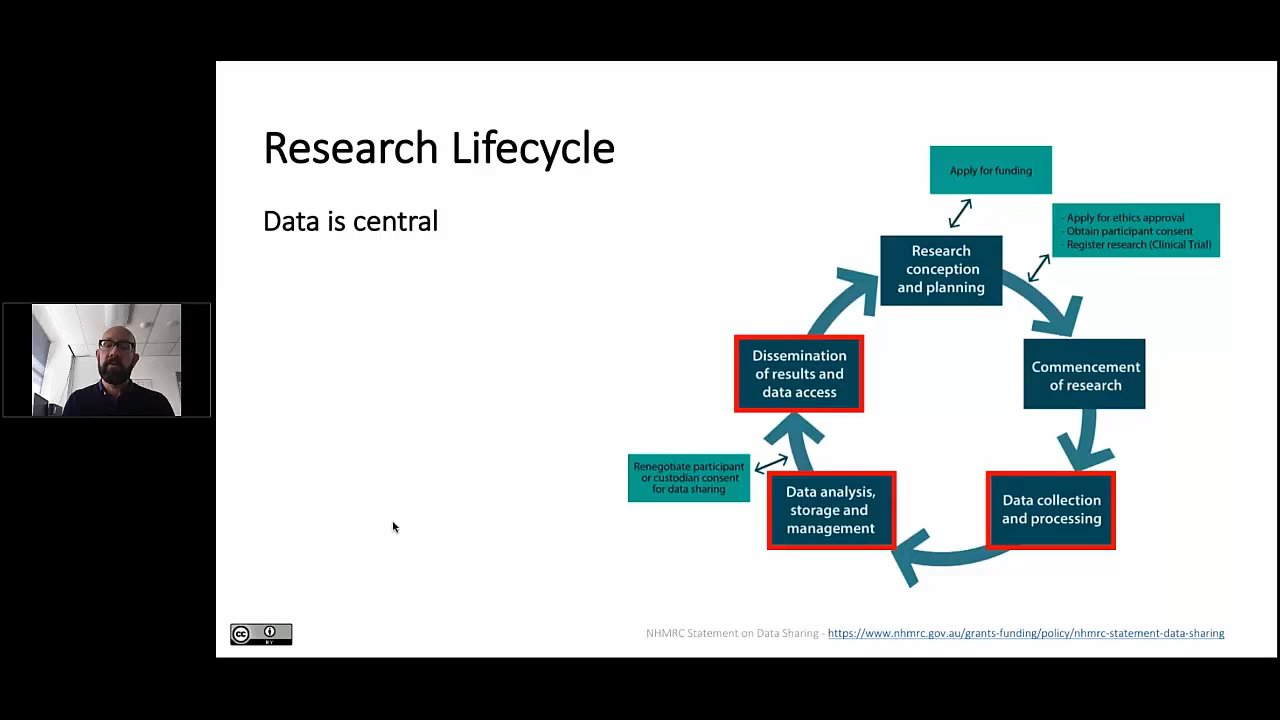 Research Lifecycle
Data is central
Apply for funding
- Apply for ethics approval
- Obtain participant consent
- Register research (Clinical Trial)
Research
conception
and planning
Commencement
of research
Data collection
and processing
Data analysis,
storage and
management
Renegotiate participant
or custodian consent
for data sharing
Dissemination
of results and
data access
cc
BY
NHMRC Statement on Data Sharing - https://www.nhmrc.gov.au/grants-funding/policy/nhmrc-statement-data-sharing